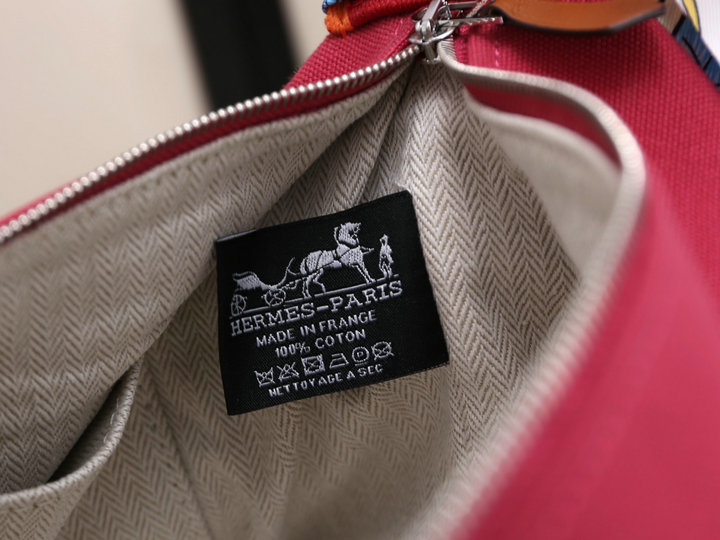 HERMES-PARIS
MADE IN FRANCE
100% COTON
NETTOYAGE A SEC